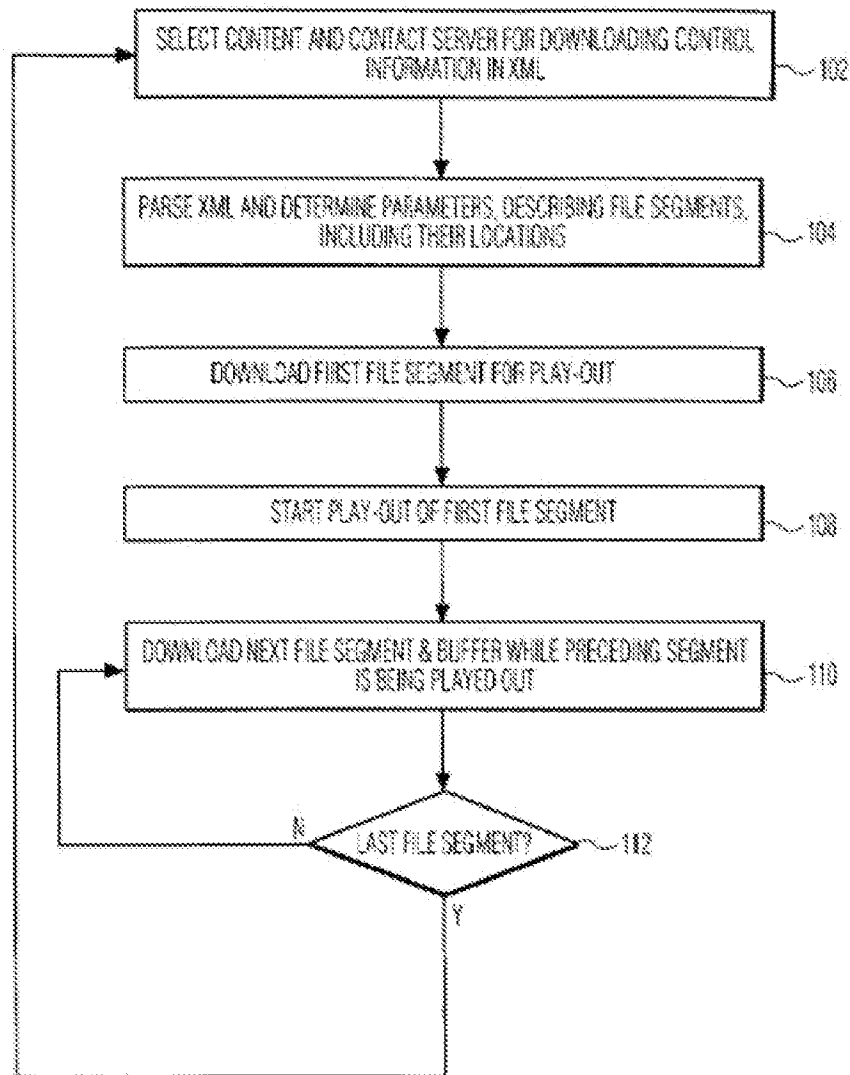 SELECT CONTENT AND CONTACT SERVER FOR DOWNLOADING CONTROL
INFORMATION IN XML
102
PARSE XML AND DETERMINE PARAMETERS, DESCRIBING FILE SEGMENTS,
INCLUDING THEIR LOCATIONS
104
DOWNLOAD FIRST FILE SEGMENT FOR PLAY-OUT
106
START PLAY-OUT OF FIRST FILE SEGMENT
108
DOWNLOAD NEXT FILE SEGMENT & BUFFER WHILE PRECEDING SEGMENT
IS BEING PLAYED OUT
110
N
LAST FILE SEGMENT?
112
Y